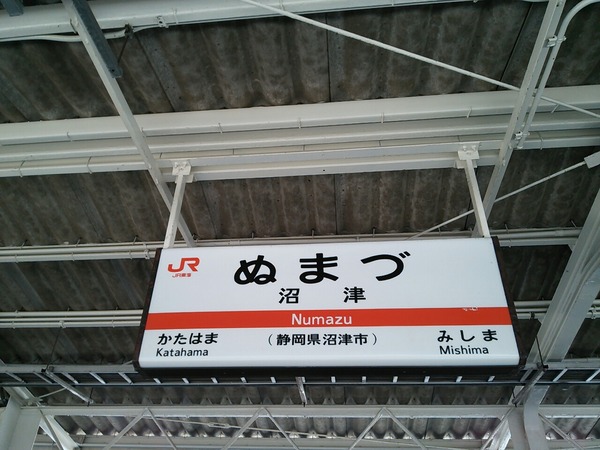 JR
JR東海
ぬまづ
沼津
Numazu
かたはま
Katahama
(静岡県沼津市)
みしま
Mishima